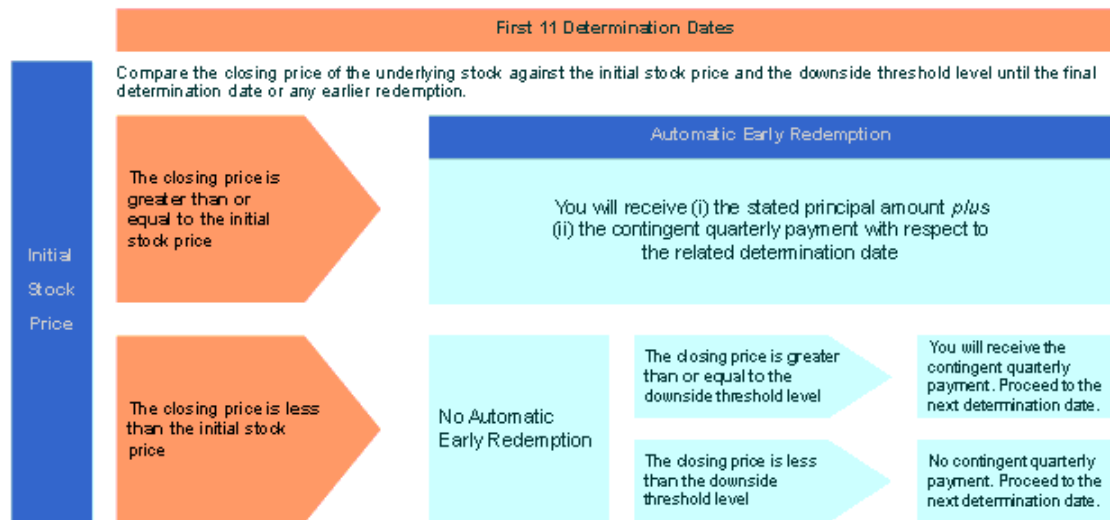 First 11 Determination Dates
Compare the closing price of the underlying stock against the initial stock price and the downside threshold level until the final
determination date or any earlier redemption.
Initial
Stock
Price
The closing price is
greater than or
equal to the initial
stock price
Automatic Early Redemption
You will receive (i) the stated principal amount plus
(ii) the contingent quarterly payment with respect to
the related determination date
The closing price is less
than the initial stock
price
No Automatic
Early Redemption
The closing price is greater
than or equal to the
downside threshold level
You will receive the
contingent quarterly
payment. Proceed to the
next determination date.
The closing price is less
than the downside
threshold level
No contingent quarterly
payment. Proceed to the
next determination date.